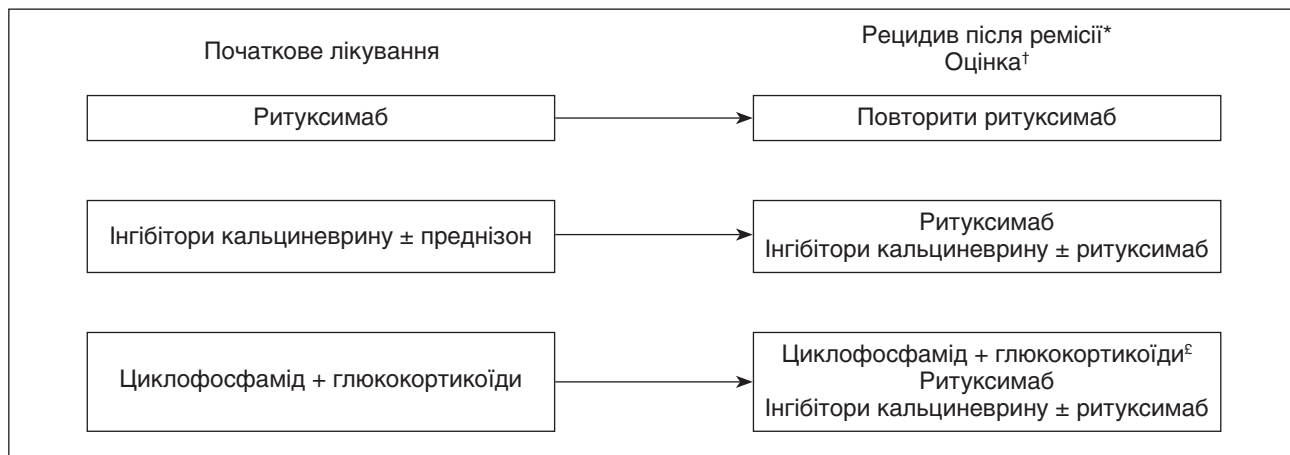 Початкове лікування
Рецидив після ремісії*
Оцінка†
Ритуксимаб
Повторити ритуксимаб
Інгібітори кальциневрину ± преднізон
Ритуксимаб
Інгібітори кальциневрину ± ритуксимаб
Циклофосфамід + глюкокортикоїди
Циклофосфамід + глюкокортикоїди£
Ритуксимаб
Інгібітори кальциневрину ± ритуксимаб